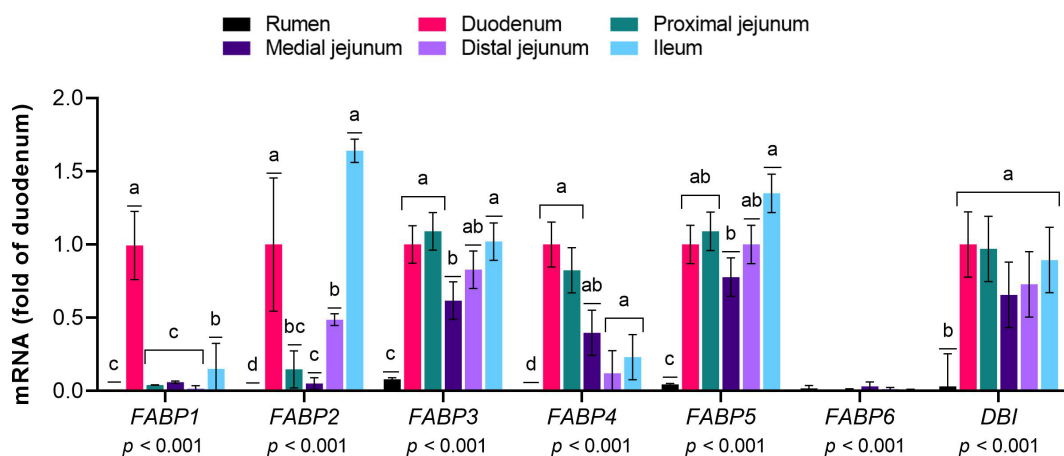 Rumen Duodenum Proximal jejunum
Medial jejunum Distal jejunum Ileum
mRNA (fold of duodenum)
2.0
1.5
1.0
0.5
0.0
c a c b
d a bc c b a
a b ab a
d a ab a
c ab b ab a
b a
FABP1 FABP2 FABP3 FABP4 FABP5 FABP6 DBI
p < 0.001 p < 0.001 p < 0.001 p < 0.001 p < 0.001 p < 0.001 p < 0.001